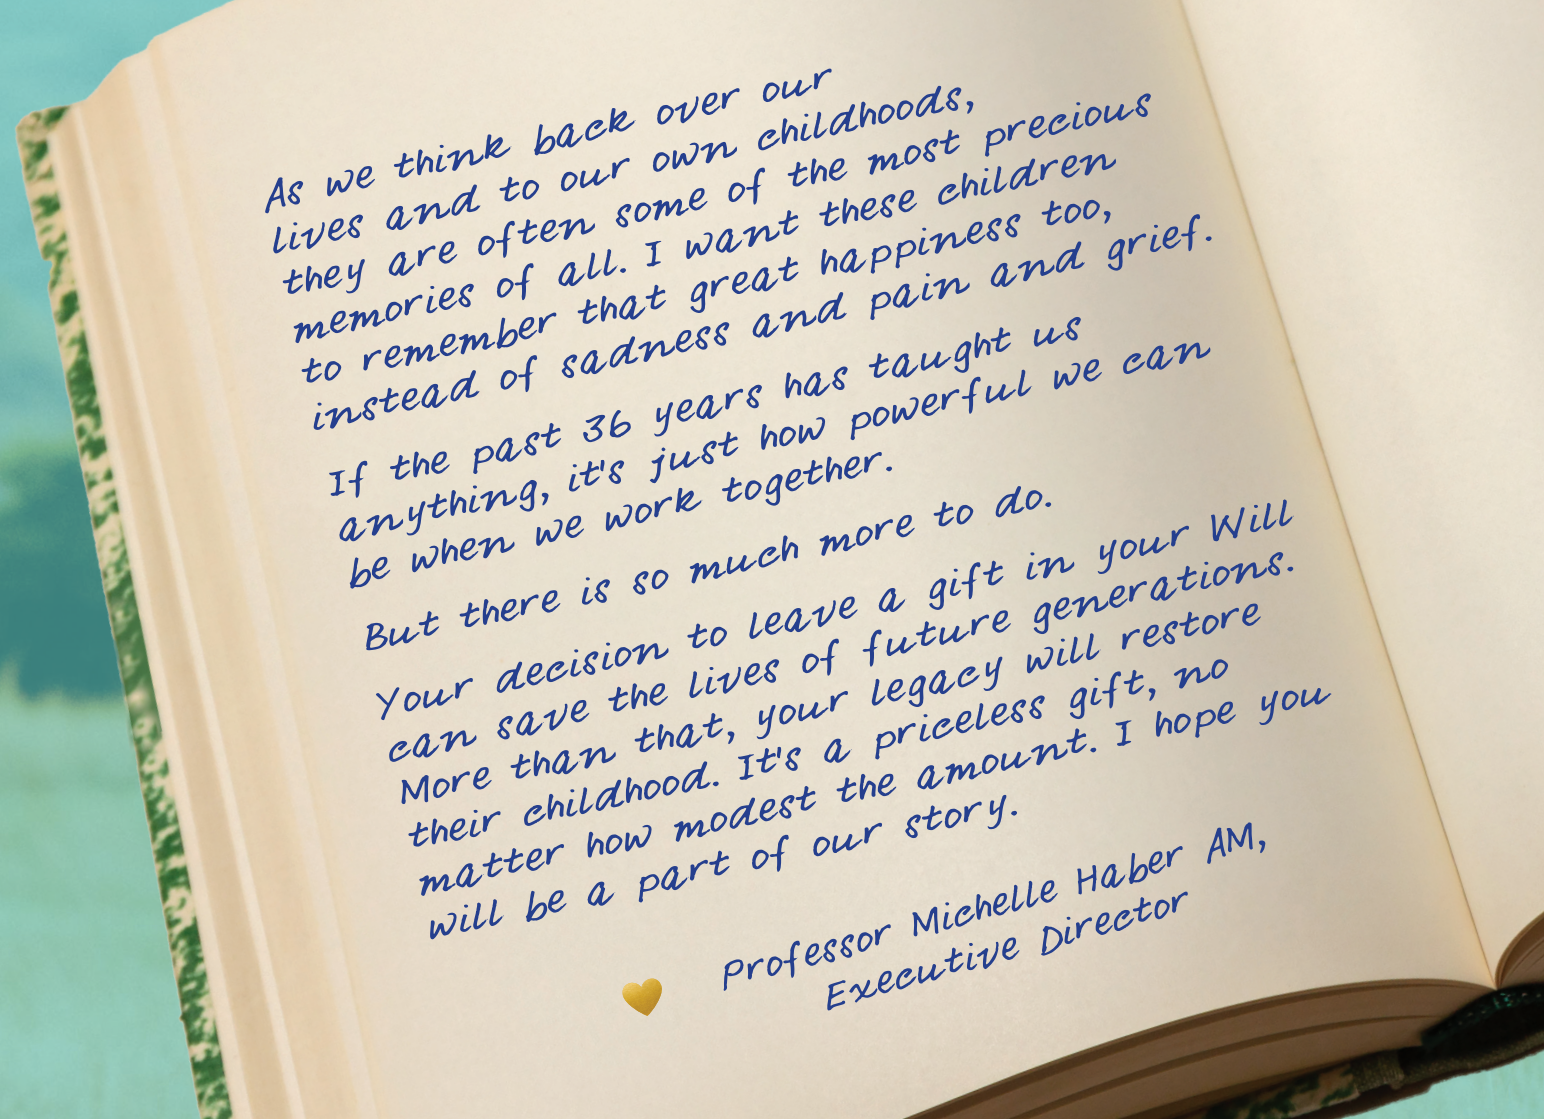 As we think back over our
lives and to our own childhoods,
they are often some of the most precious
memories of all. I want these children
to remember that great happiness too,
instead of sadness and pain and grief.
If the past 36 years has taught us
anything, it's just how powerful we can
be when we work together.
But there is so much more to do.
Your decision to leave a gift in your Will
can save the lives of future generations.
More than that, your legacy will restore
their childhood. It's a priceless gift, no
matter how modest the amount. I hope you
will be a part of our story.
Professor Michelle Haber AM,
Executive Director